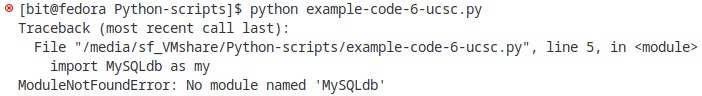 [bit@fedora Python-scripts]$ python example-code-6-ucsc.py
Traceback (most recent call last):
  File "/media/sf_VMshare/Python-scripts/example-code-6-ucsc.py", line 5, in <module>
    import MySQLdb as my
ModuleNotFoundError: No module named 'MySQLdb'